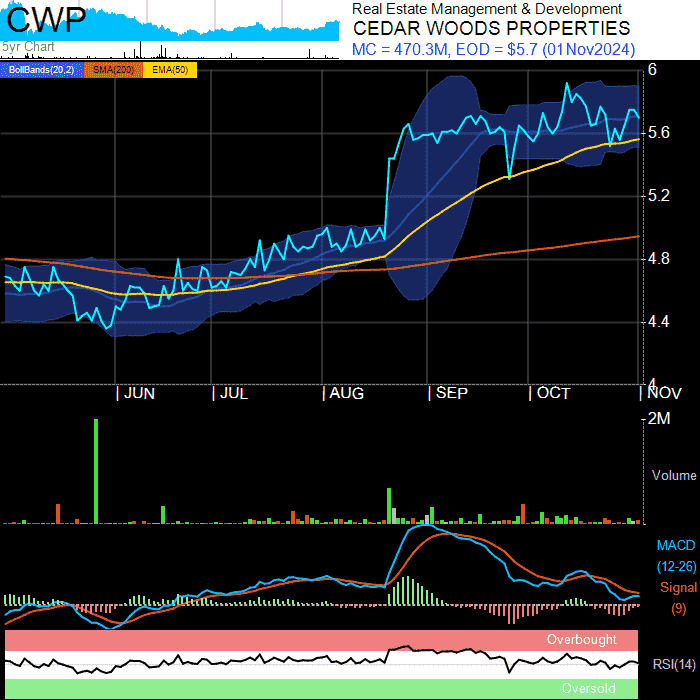 CWP
Real Estate Management & Development
CEDAR WOODS PROPERTIES
5yr Chart
MC = 470.3M, EOD = $5.7 (01Nov2024)
BollBands(20,2) SMA(200) EMA(50)
6
5.6
5.2
4.8
4.4
4
JUN JUL AUG SEP OCT NOV
2M
Volume
MACD
(12-26)
Signal
(9)
Overbought
RSI(14)
Oversold